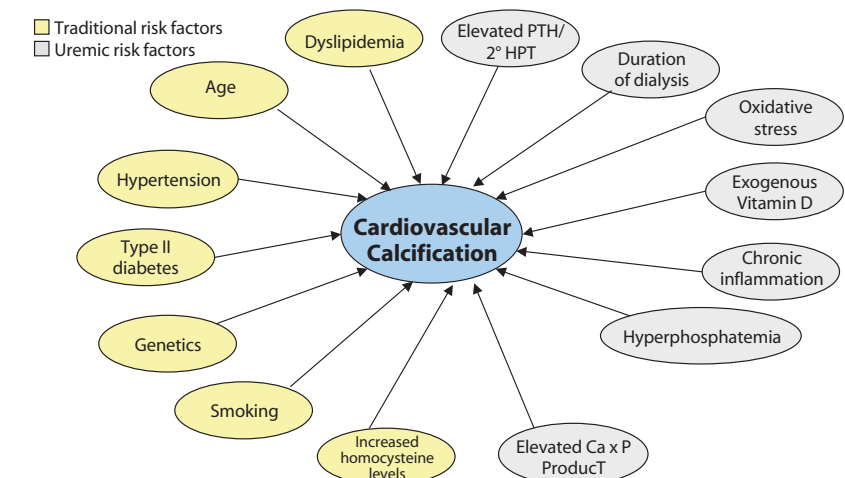 Traditional risk factors
Uremic risk factors
Dyslipidemia
Elevated PTH/
2° HPT
Duration
of dialysis
Age
Oxidative
stress
Hypertension
Exogenous
Vitamin D
Cardiovascular
Calcification
Type II
diabetes
Chronic
inflammation
Genetics
Hyperphosphatemia
Smoking
Increased
homocysteine
levels
Elevated Ca x P
ProducT